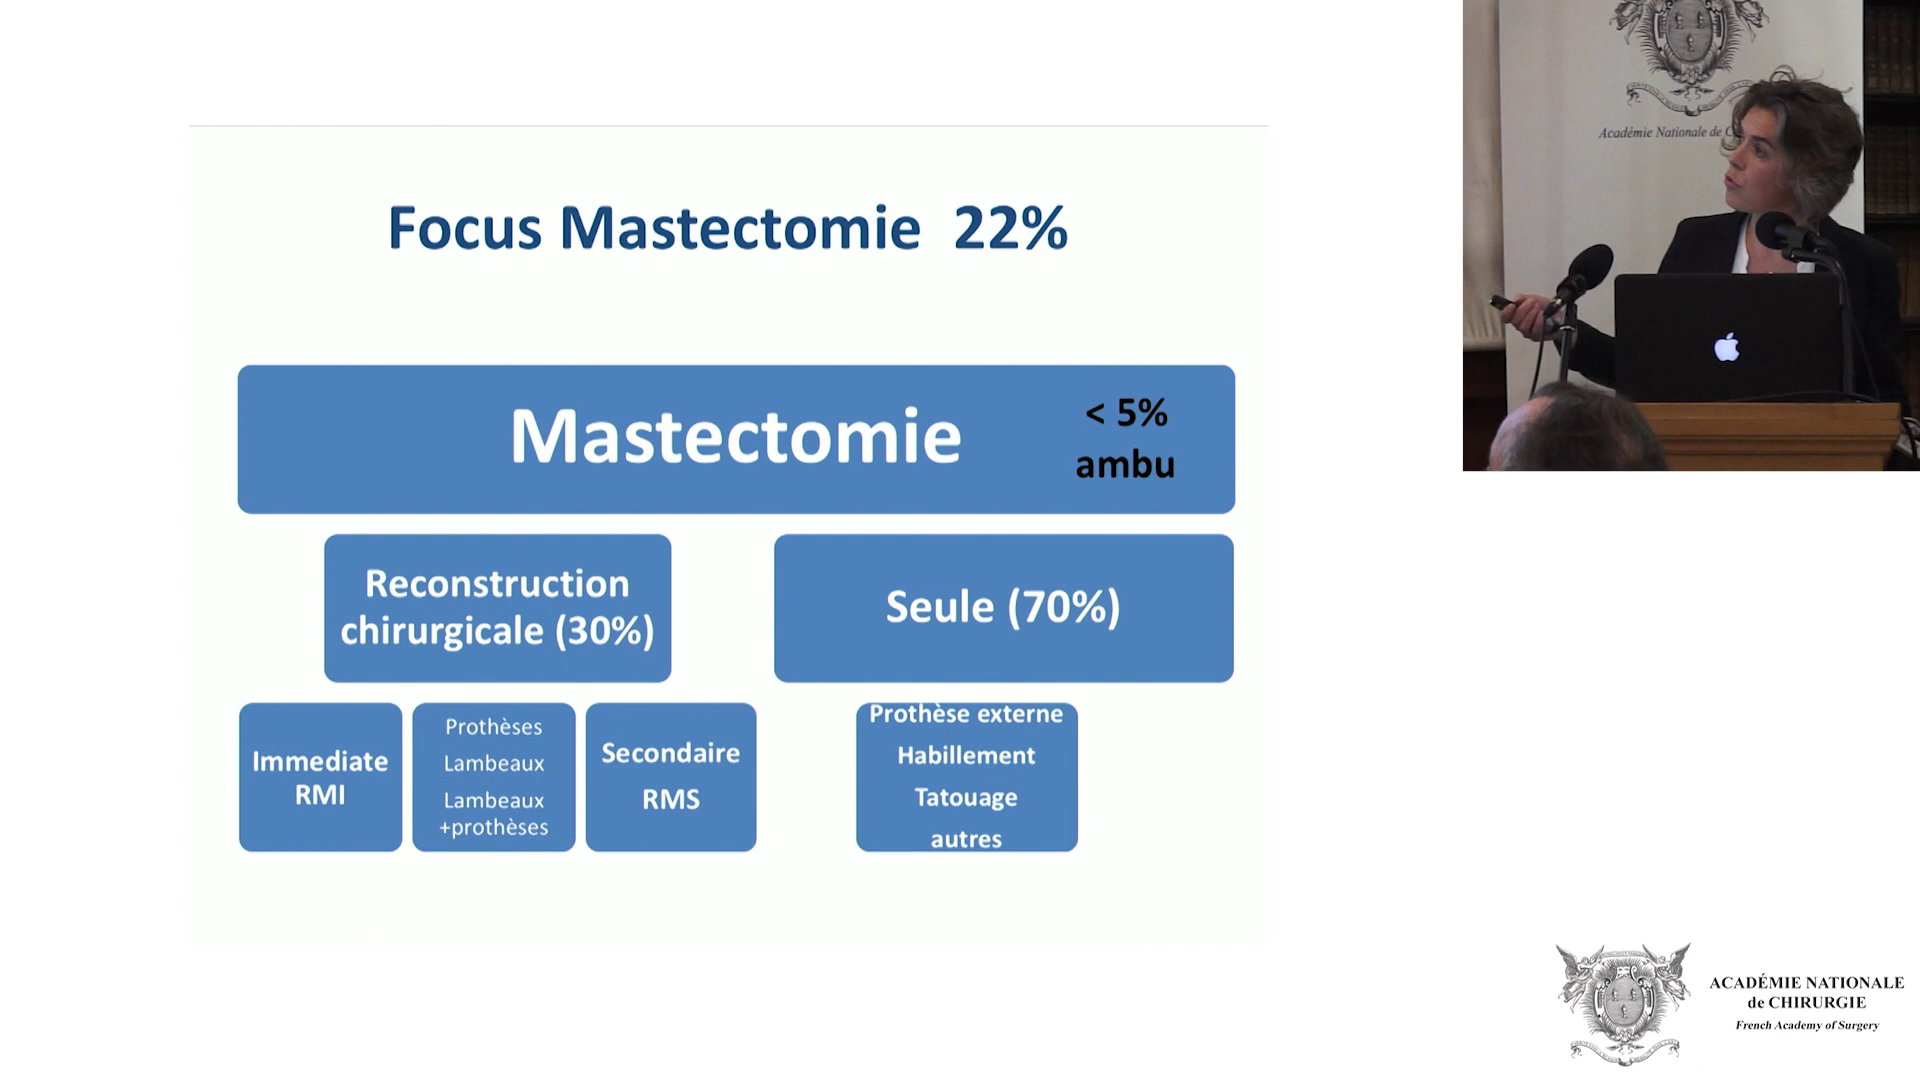 Focus Mastectomie 22%
Mastectomie
< 5%
ambu
Reconstruction
chirurgicale (30%)
Seule (70%)
Immediate
RMI
Prothèses
Lambeaux
Lambeaux
+prothèses
Secondaire
RMS
Prothèse externe
Habillement
Tatouage
autres
Académie Nationale de C
ACADÉMIE NATIONALE
de CHIRURGIE
French Academy of Surgery